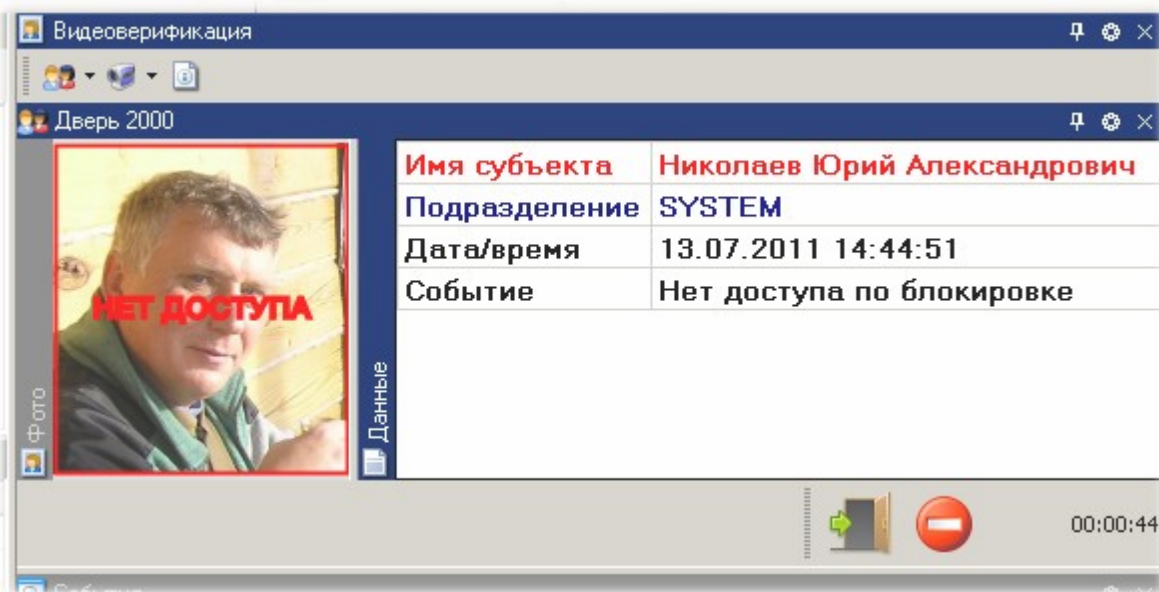 Видеоверификация
Дверь 2000
Фото
НЕТ ДОСТУПА
Данные
Имя субъекта Николаев Юрий Александрович
Подразделение SYSTEM
Дата/время 13.07.2011 14:44:51
Событие Нет доступа по блокировке
00:00:44